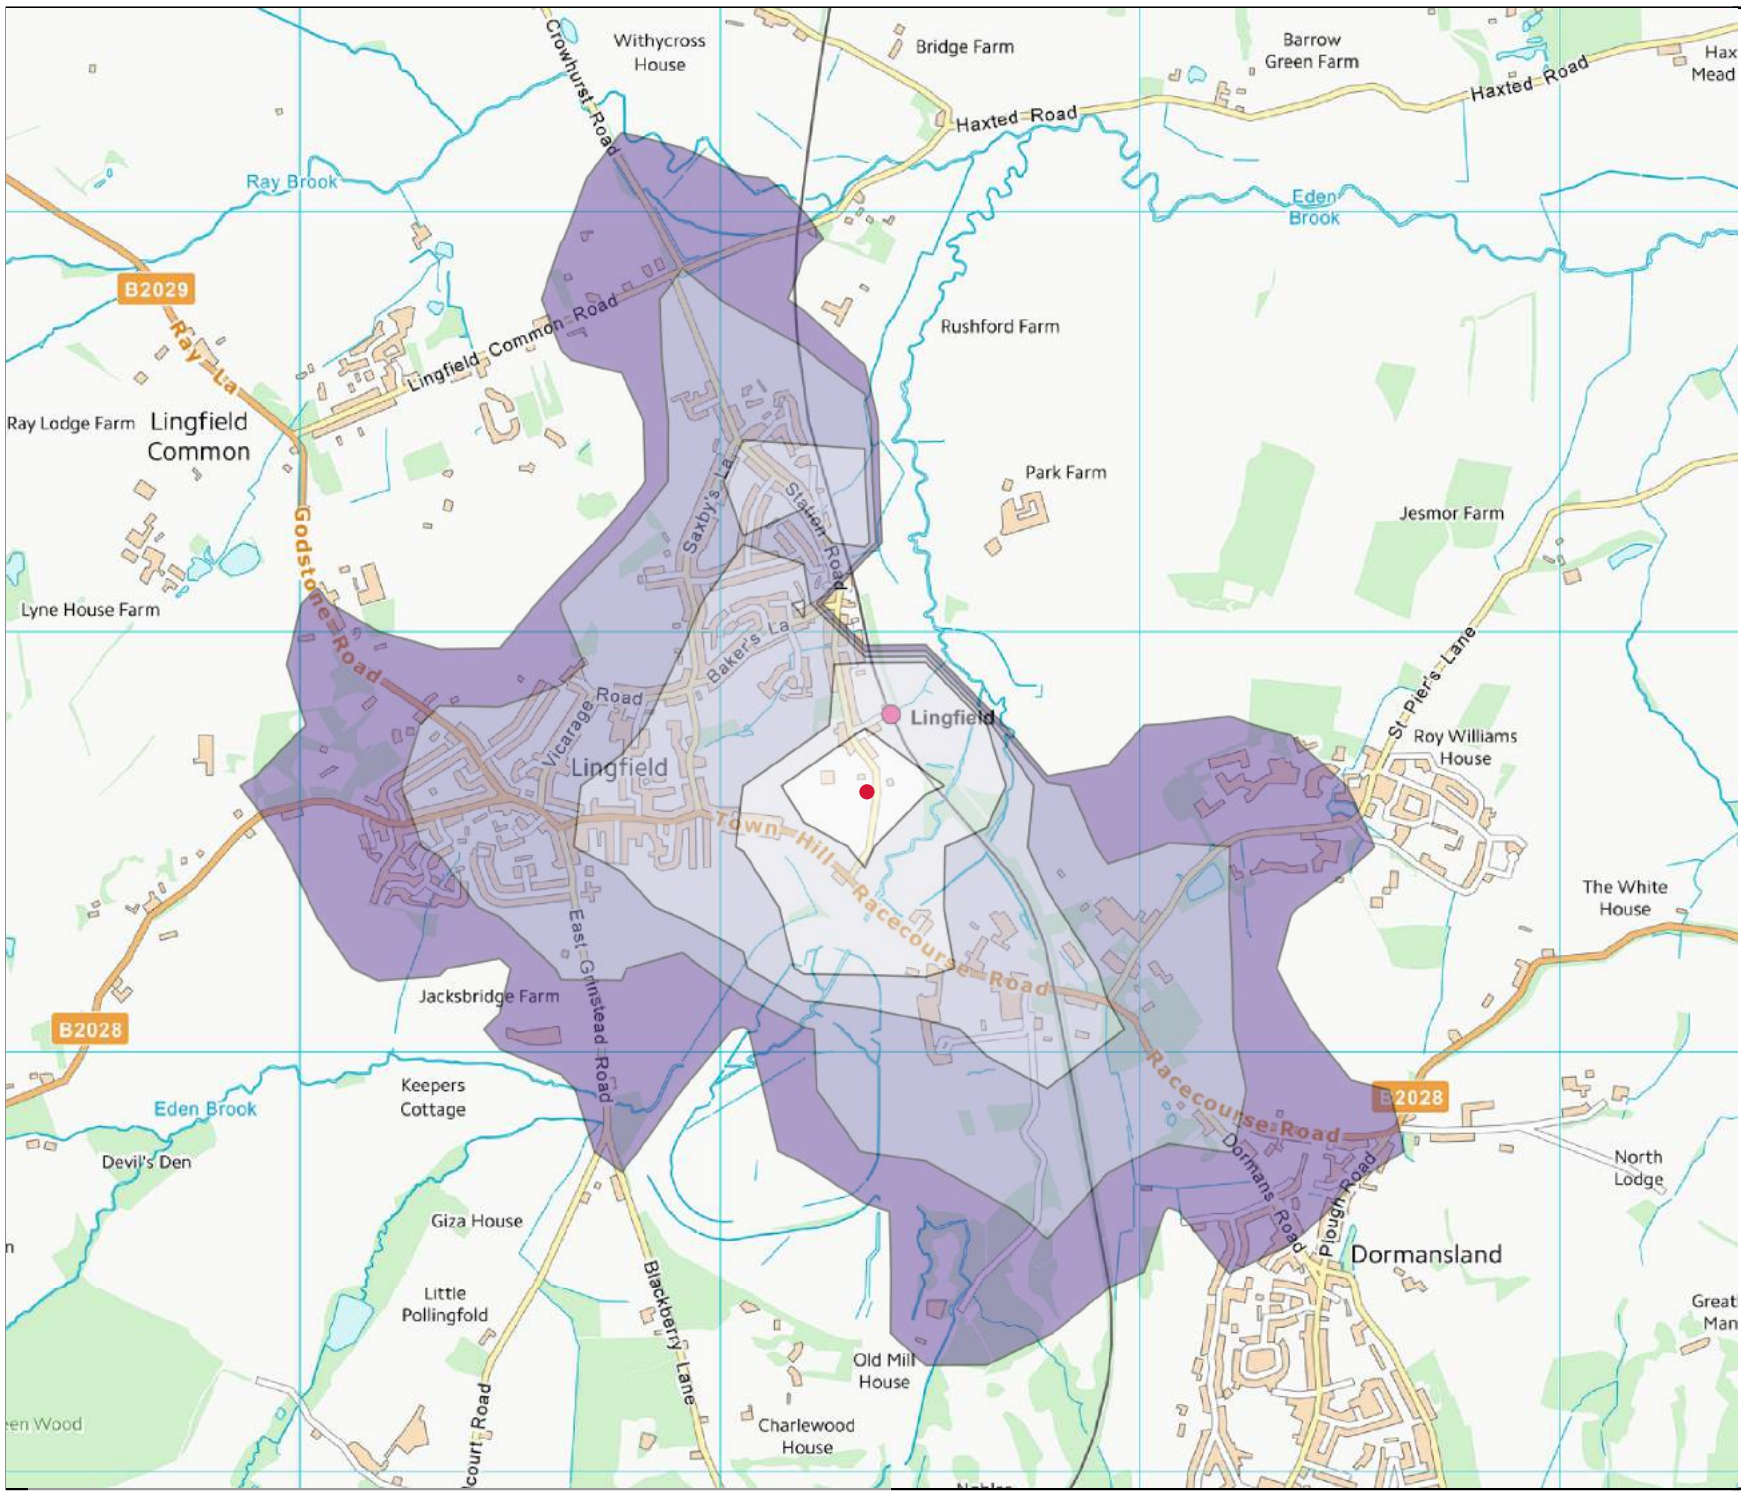 Crowhurst Road
Withycross
House
Bridge Farm
Barrow
Green Farm
Haxted Road
Haxted Road
Hax
Mead
Ray Brook
Eden
Brook
B2029
Ray La
Lingfield Common Road
Rushford Farm
Ray Lodge Farm
Lingfield
Common
Saxby's La
Station Road
Park Farm
Jesmor Farm
Godstone Road
Lyne House Farm
Baker's La
Vicarage Road
Lingfield
Lingfield
St Pier's Lane
Roy Williams
House
Town Hill
Racecourse Road
The White
House
East Grinstead Road
Jacksbridge Farm
B2028
Keepers
Cottage
Eden Brook
Devil's Den
Racecourse Road
B2028
Dormans Road
Plough Road
North
Lodge
Giza House
Dormansland
Little
Pollingfold
Blackberry Lane
Great
Man
Old Mill
House
een Wood
court Road
Charlewood
House
n